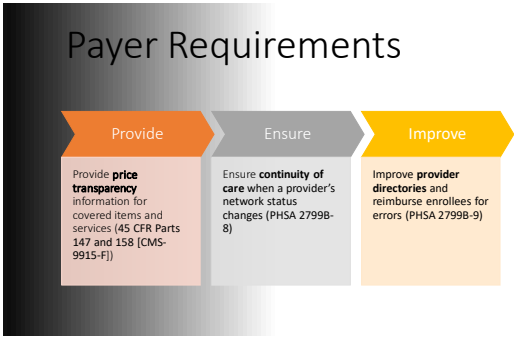 Payer Requirements
Provide
Ensure
Improve
Provide price
transparency
information for
covered items and
services (45 CFR Parts
147 and 158 [CMS-
9915-F])
Ensure continuity of
care when a provider's
network status
changes (PHSA 2799B-
8)
Improve provider
directories and
reimburse enrollees for
errors (PHSA 2799B-9)